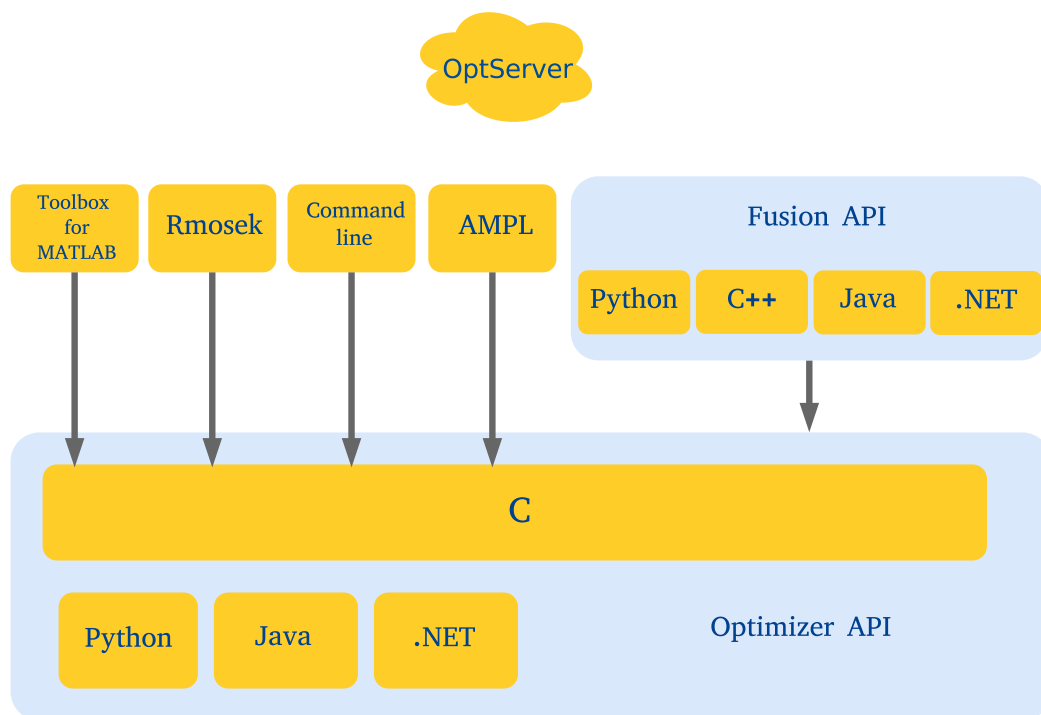 OptServer
Toolbox
for
MATLAB
Rmosek
Command
line
AMPL
Fusion API
Python
C++
Java
.NET
C
Python
Java
.NET
Optimizer API